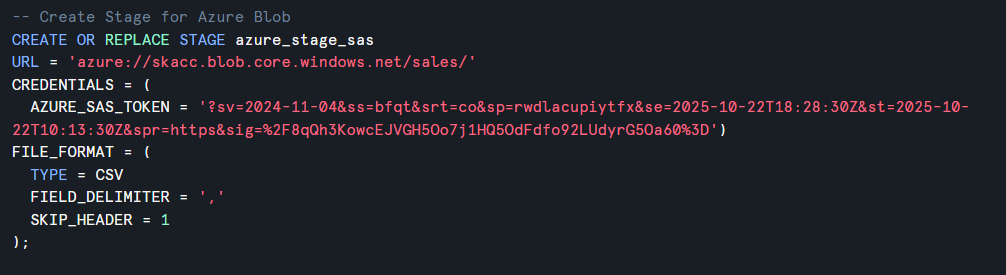 -- Create Stage for Azure Blob
CREATE OR REPLACE STAGE azure_stage_sas
URL = 'azure://skacc.blob.core.windows.net/sales/'
CREDENTIALS = (
  AZURE_SAS_TOKEN = '?sv=2024-11-04&ss=bfqt&srt=co&sp=rwdlacupiytfx&se=2025-10-22T18:28:30Z&st=2025-10-
22T10:13:30Z&spr=https&sig=%2F8qQh3KowcEJVGH5Oo7j1HQ5OdFdfo92LUdyrG5Oa60%3D')
FILE_FORMAT = (
  TYPE = CSV
  FIELD_DELIMITER = ','
  SKIP_HEADER = 1
);